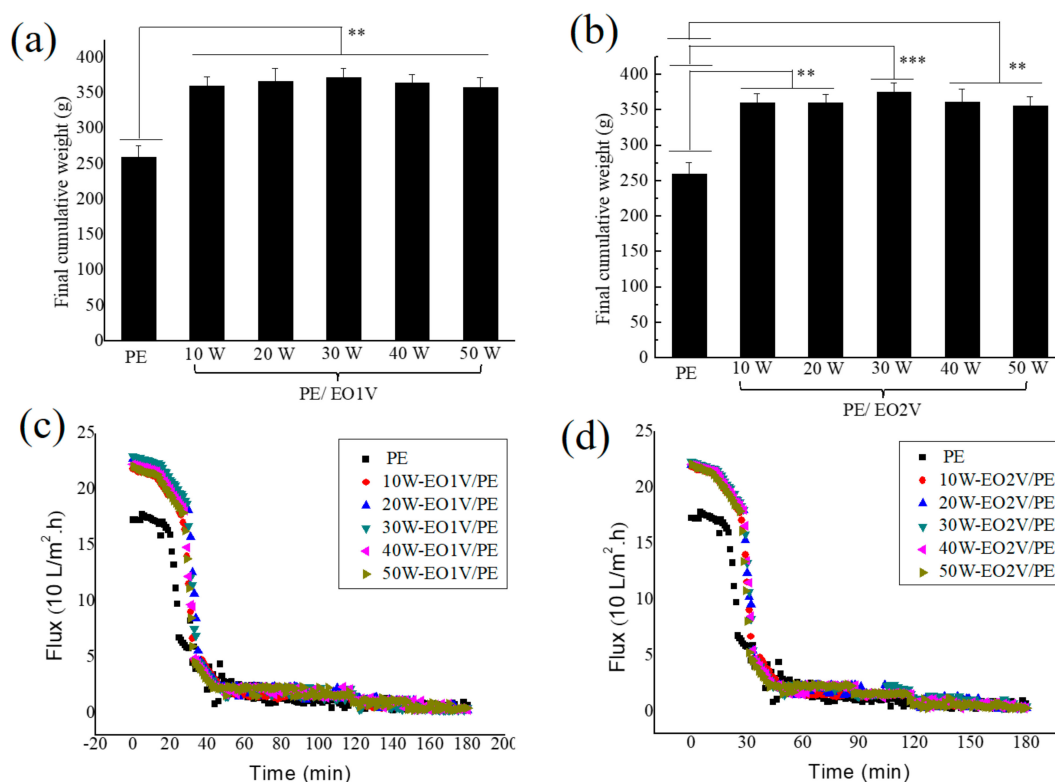 (a)
**
Final cumulative weight (g)
400
350
300
250
200
150
100
50
0
PE
10 W 20 W 30 W 40 W 50 W
PE/ EO1V
(b)
**
***
**
Final cumulative weight (g)
400
350
300
250
200
150
100
50
0
PE
10 W 20 W 30 W 40 W 50 W
PE/ EO2V
(c)
Flux (10 L/m².h)
25
20
15
10
5
0
-20 0 20 40 60 80 100 120 140 160 180 200
Time (min)
PE
10W-EO1V/PE
20W-EO1V/PE
30W-EO1V/PE
40W-EO1V/PE
50W-EO1V/PE
(d)
Flux (10 L/m².h)
25
20
15
10
5
0
0 30 60 90 120 150 180
Time (min)
PE
10W-EO2V/PE
20W-EO2V/PE
30W-EO2V/PE
40W-EO2V/PE
50W-EO2V/PE